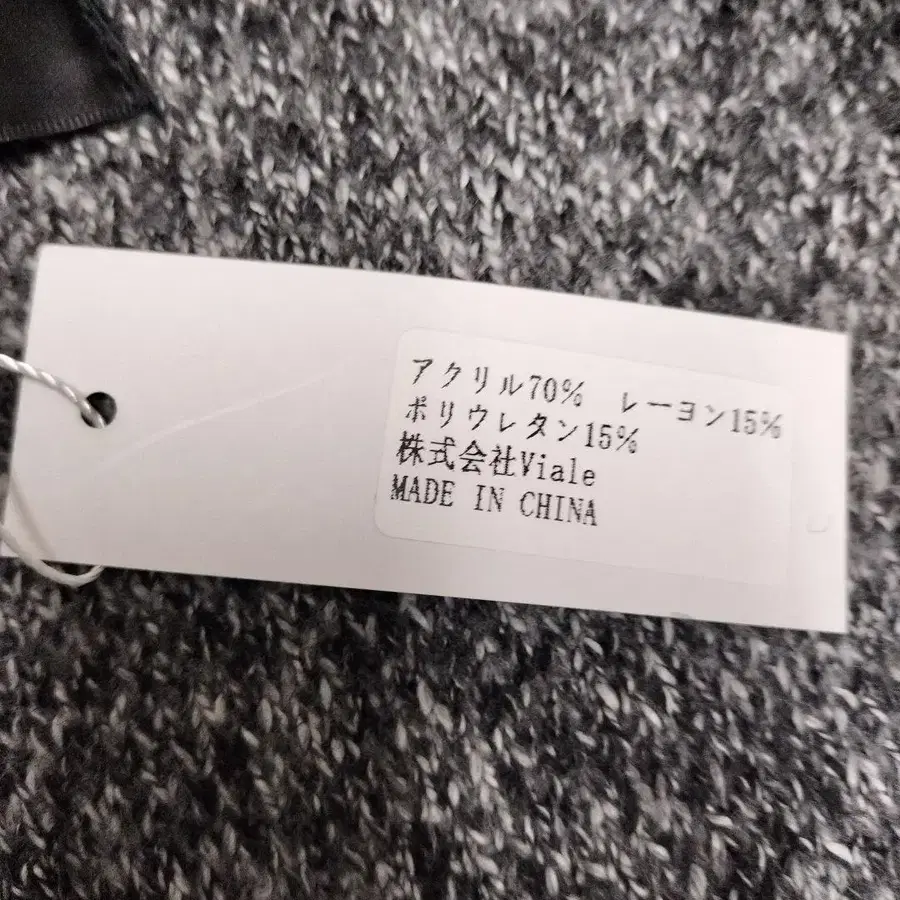 アクリル70%　レーヨン15%
ポリウレタン15%
株式会社Viale
MADE IN CHINA